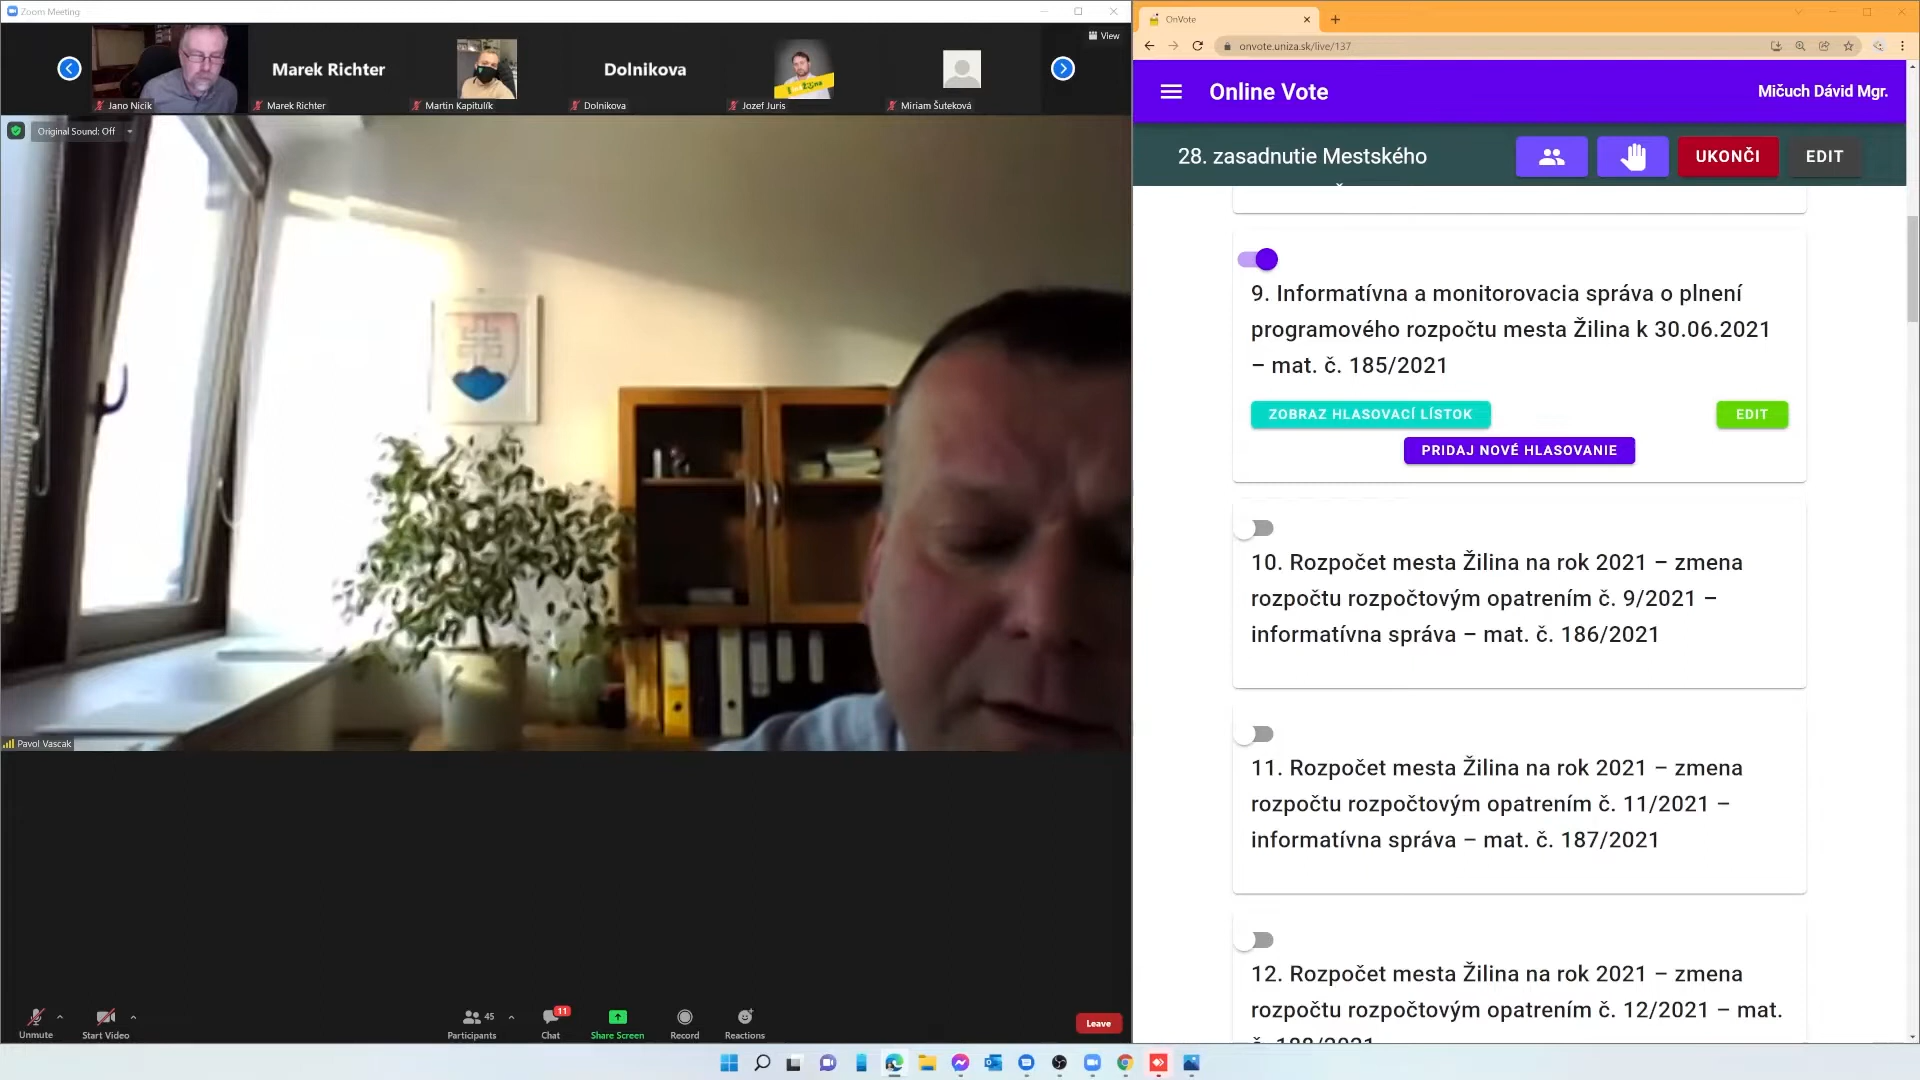 Zoom Meeting
View
Marek Richter
Dolnikova
Jano Nicik
Marek Richter
Martin Kapitulík
Dolnikova
Jozef Juris
Miriam Šuteková
Original Sound: Off
Pavol Vascak
Unmute
Start Video
45
Participants
11
Chat
Share Screen
Record
Reactions
Leave
OnVote
onvote.uniza.sk/live/137
Online Vote
Mičuch Dávid Mgr.
28. zasadnutie Mestského
UKONČI
EDIT
9. Informatívna a monitorovacia správa o plnení
programového rozpočtu mesta Žilina k 30.06.2021
– mat. č. 185/2021
ZOBRAZ HLASOVACÍ LÍSTOK
EDIT
PRIDAJ NOVÉ HLASOVANIE
10. Rozpočet mesta Žilina na rok 2021 – zmena
rozpočtu rozpočtovým opatrením č. 9/2021 –
informatívna správa – mat. č. 186/2021
11. Rozpočet mesta Žilina na rok 2021 – zmena
rozpočtu rozpočtovým opatrením č. 11/2021 –
informatívna správa – mat. č. 187/2021
12. Rozpočet mesta Žilina na rok 2021 – zmena
rozpočtu rozpočtovým opatrením č. 12/2021 – mat.
č. 188/2021